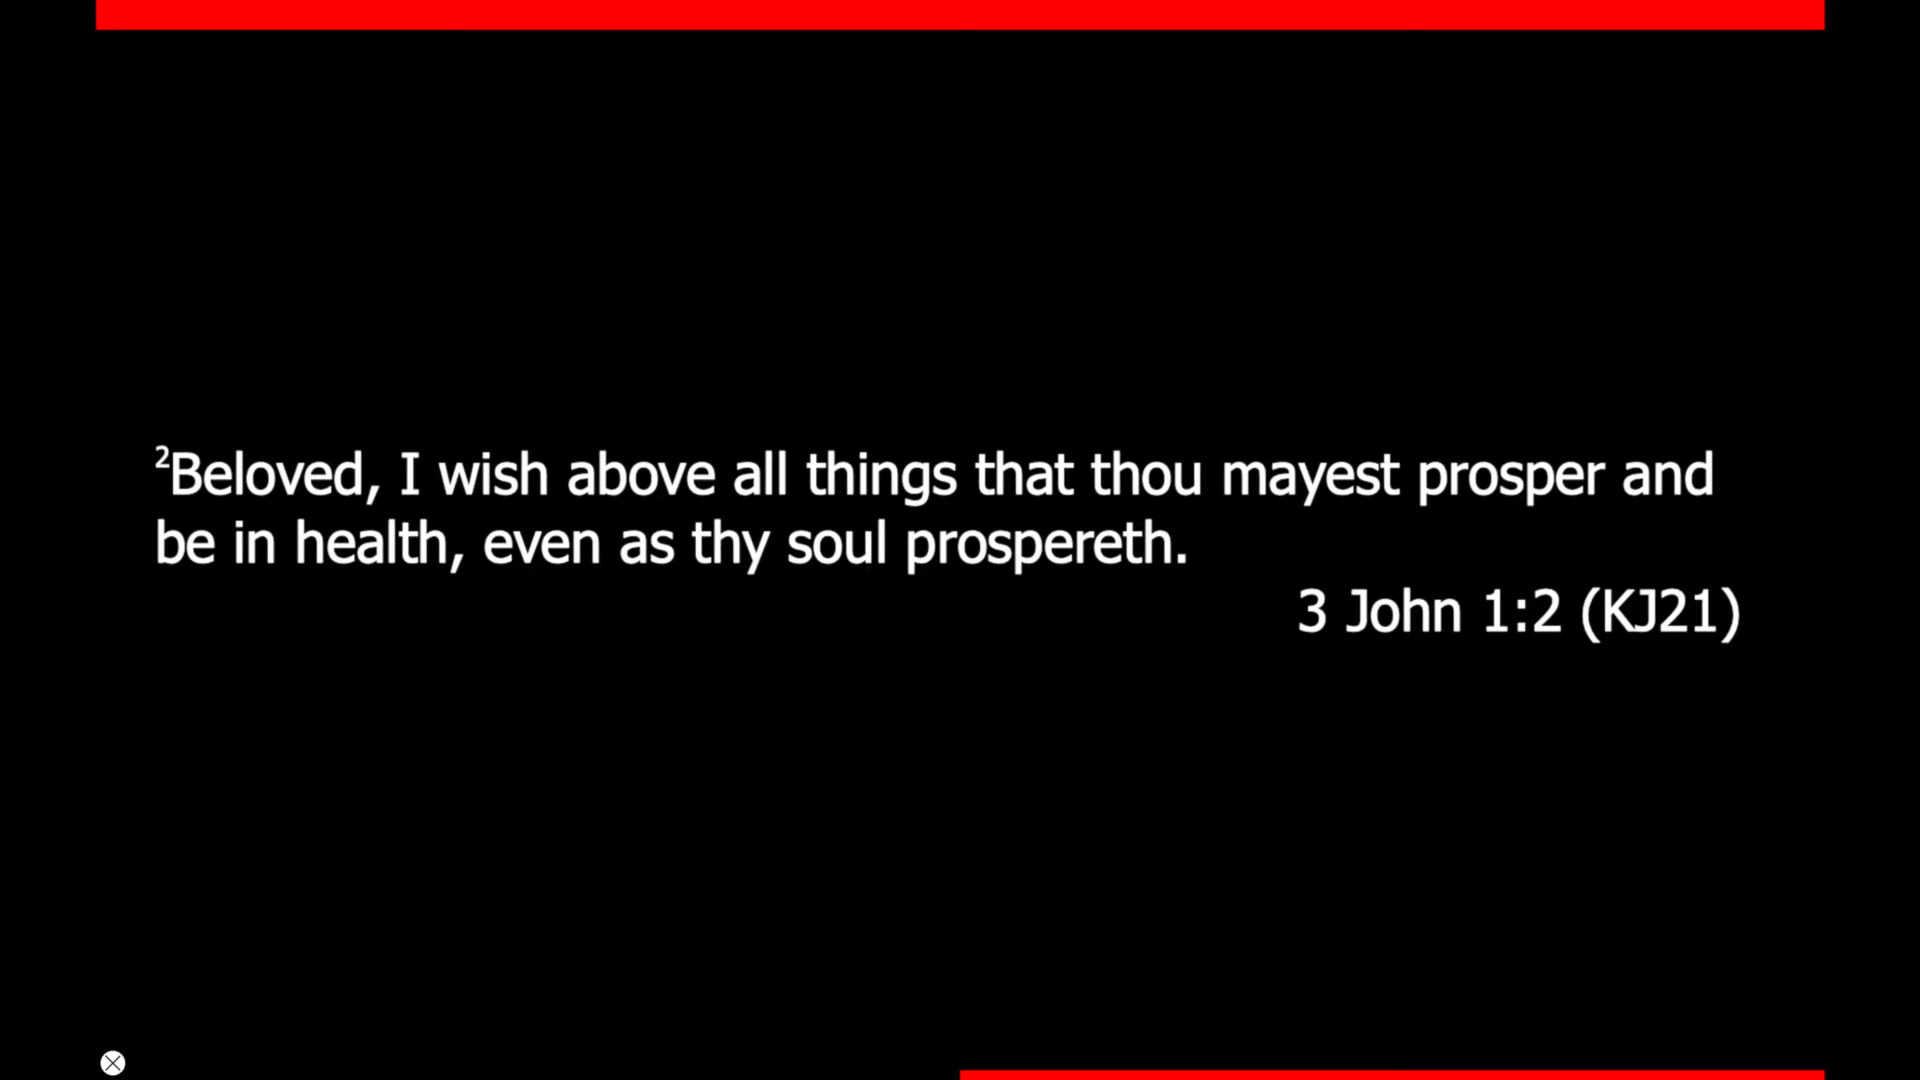 ²Beloved, I wish above all things that thou mayest prosper and
be in health, even as thy soul prospereth.
3 John 1:2 (KJ21)